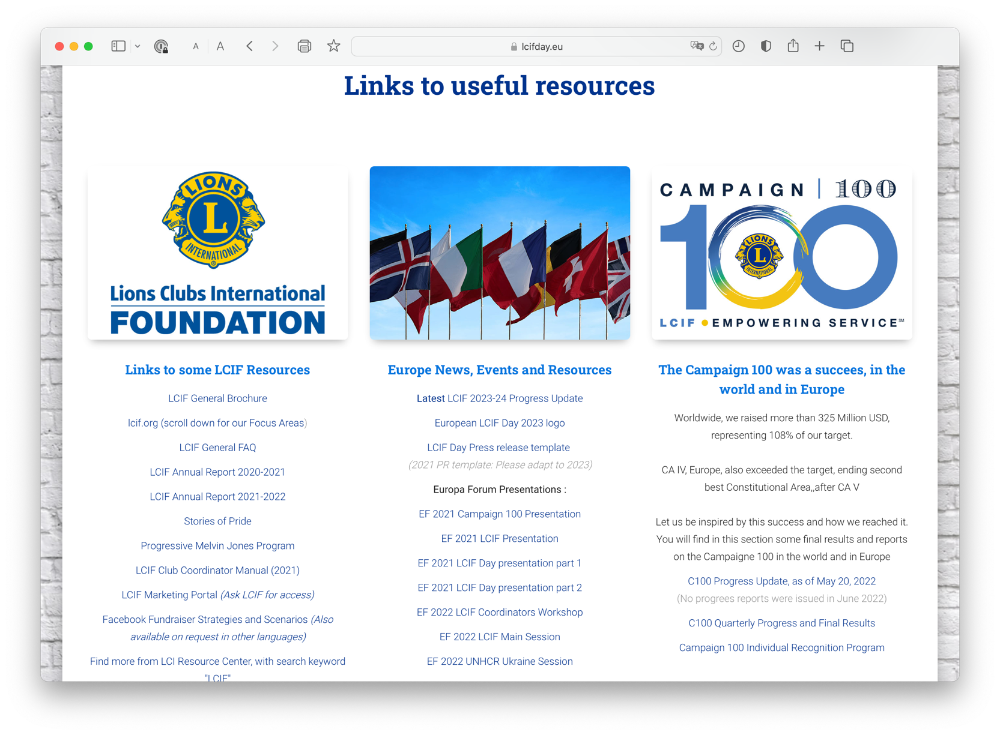 A A
lcifday.eu
Links to useful resources
LIONS
L
INTERNATIONAL
®
Lions Clubs International
FOUNDATION
CAMPAIGN | 100
100
LIONS
L
INTERNATIONAL
LCIF • EMPOWERING SERVICE℠
Links to some LCIF Resources
LCIF General Brochure
lcif.org (scroll down for our Focus Areas)
LCIF General FAQ
LCIF Annual Report 2020-2021
LCIF Annual Report 2021-2022
Stories of Pride
Progressive Melvin Jones Program
LCIF Club Coordinator Manual (2021)
LCIF Marketing Portal (Ask LCIF for access)
Facebook Fundraiser Strategies and Scenarios (Also
available on request in other languages)
Find more from LCI Resource Center, with search keyword
"LCIF"
Europe News, Events and Resources
Latest LCIF 2023-24 Progress Update
European LCIF Day 2023 logo
LCIF Day Press release template
(2021 PR template: Please adapt to 2023)
Europa Forum Presentations :
EF 2021 Campaign 100 Presentation
EF 2021 LCIF Presentation
EF 2021 LCIF Day presentation part 1
EF 2021 LCIF Day presentation part 2
EF 2022 LCIF Coordinators Workshop
EF 2022 LCIF Main Session
EF 2022 UNHCR Ukraine Session
The Campaign 100 was a succees, in the
world and in Europe
Worldwide, we raised more than 325 Million USD,
representing 108% of our target.
CA IV, Europe, also exceeded the target, ending second
best Constitutional Area,,after CA V
Let us be inspired by this success and how we reached it.
You will find in this section some final results and reports
on the Campaigne 100 in the world and in Europe
C100 Progress Update, as of May 20, 2022
(No progrees reports were issued in June 2022)
C100 Quarterly Progress and Final Results
Campaign 100 Individual Recognition Program